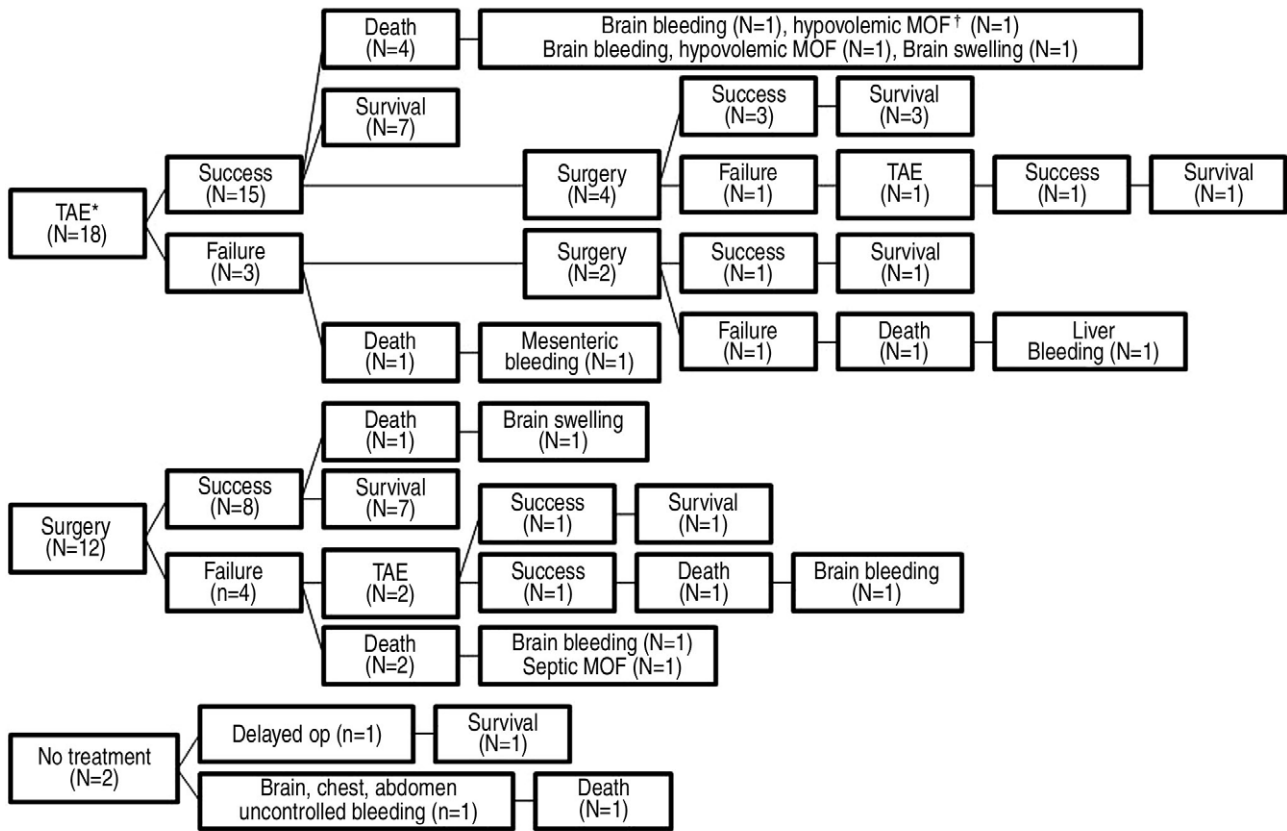 Death
(N=4)
Brain bleeding (N=1), hypovolemic MOF† (N=1)
Brain bleeding, hypovolemic MOF (N=1), Brain swelling (N=1)
Survival
(N=7)
Success
(N=3)
Survival
(N=3)
Success
(N=15)
Surgery
(N=4)
Failure
(N=1)
TAE
(N=1)
Success
(N=1)
Survival
(N=1)
TAE*
(N=18)
Failure
(N=3)
Surgery
(N=2)
Success
(N=1)
Survival
(N=1)
Death
(N=1)
Mesenteric
bleeding (N=1)
Failure
(N=1)
Death
(N=1)
Liver
Bleeding (N=1)
Death
(N=1)
Brain swelling
(N=1)
Success
(N=8)
Survival
(N=7)
Success
(N=1)
Survival
(N=1)
Surgery
(N=12)
Failure
(n=4)
TAE
(N=2)
Success
(N=1)
Death
(N=1)
Brain bleeding
(N=1)
Death
(N=2)
Brain bleeding (N=1)
Septic MOF (N=1)
No treatment
(N=2)
Delayed op (n=1)
Survival
(N=1)
Brain, chest, abdomen
uncontrolled bleeding (n=1)
Death
(N=1)